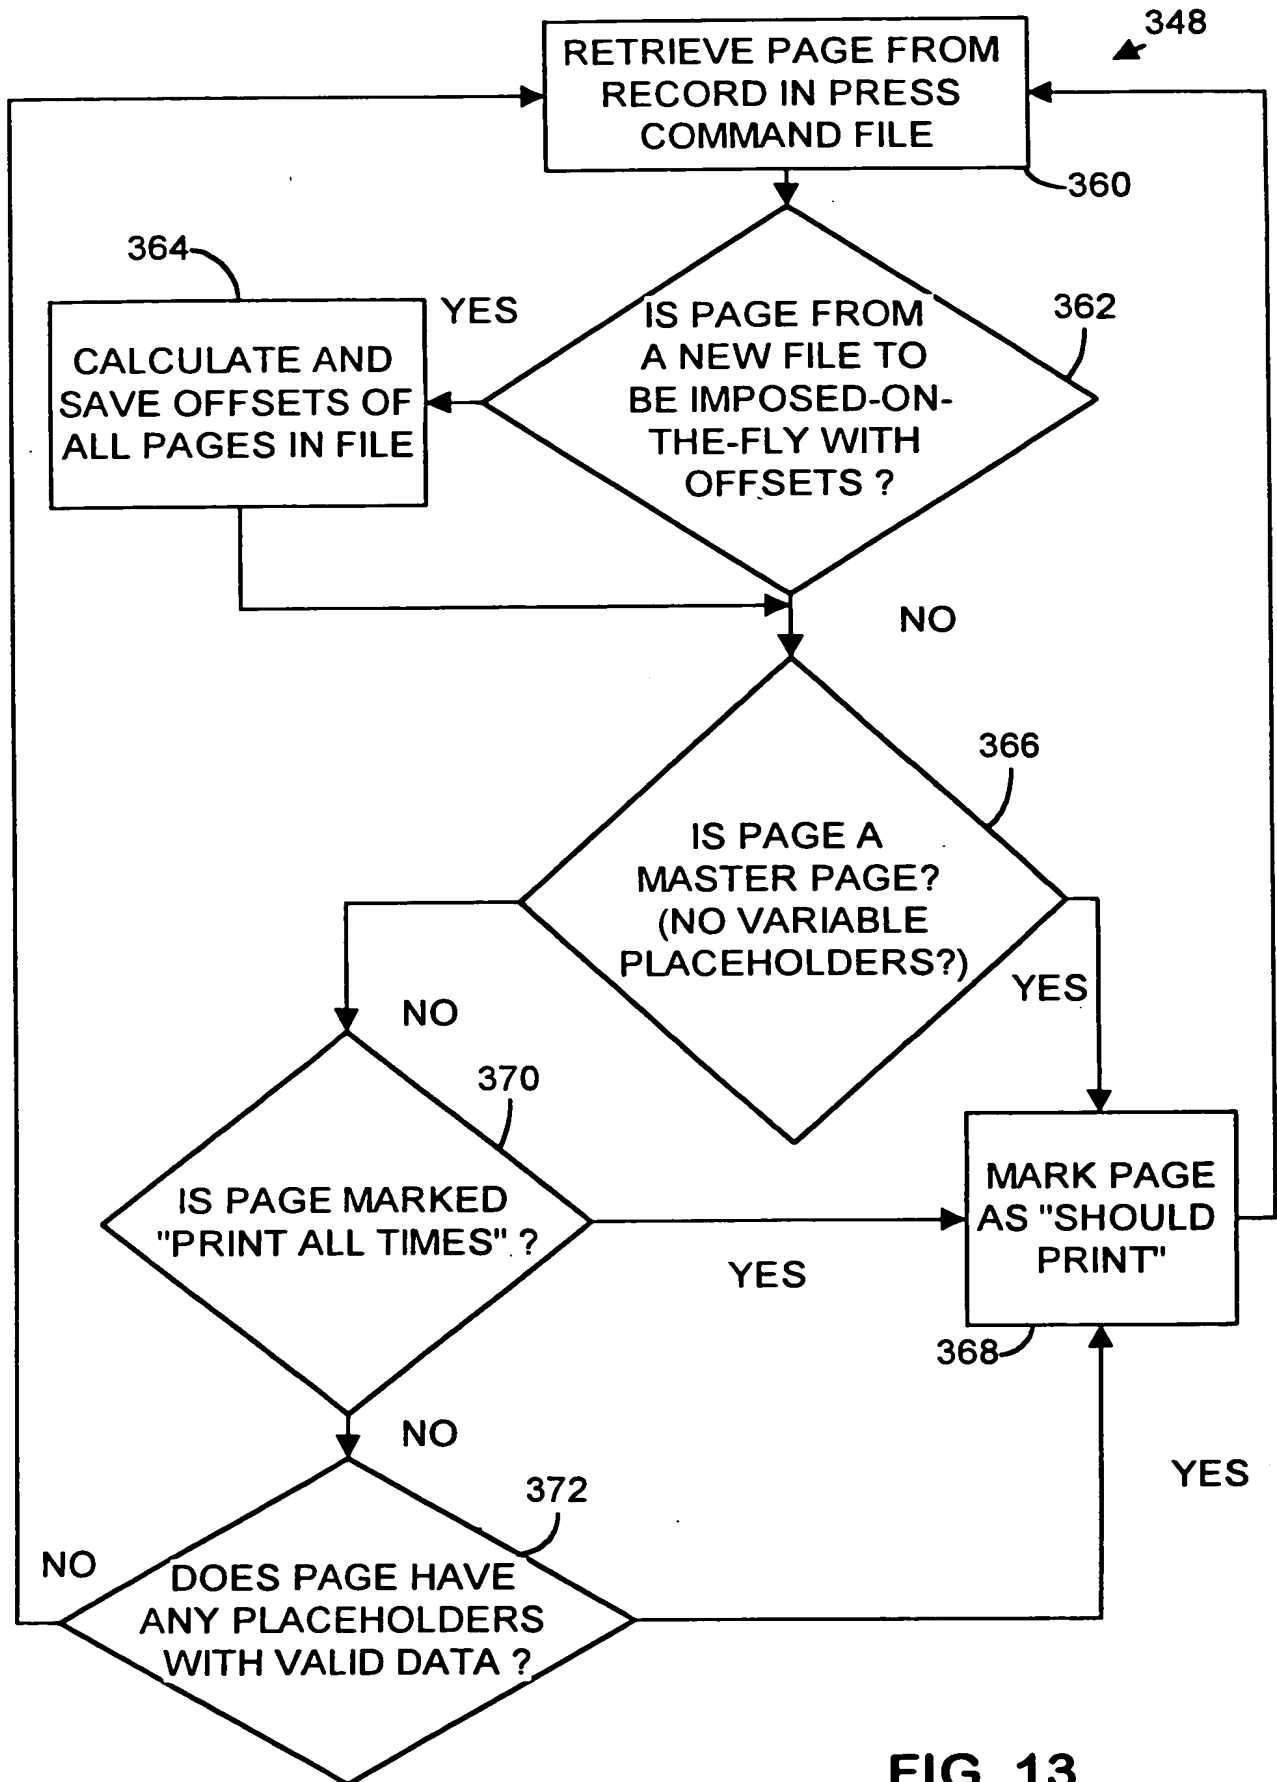 348
RETRIEVE PAGE FROM
RECORD IN PRESS
COMMAND FILE
360
364
YES
362
IS PAGE FROM
A NEW FILE TO
BE IMPOSED-ON-
THE-FLY WITH
OFFSETS ?
CALCULATE AND
SAVE OFFSETS OF
ALL PAGES IN FILE
NO
366
IS PAGE A
MASTER PAGE?
(NO VARIABLE
PLACEHOLDERS?)
YES
NO
370
IS PAGE MARKED
"PRINT ALL TIMES" ?
YES
MARK PAGE
AS "SHOULD
PRINT"
368
NO
YES
372
NO
DOES PAGE HAVE
ANY PLACEHOLDERS
WITH VALID DATA ?
FIG. 13